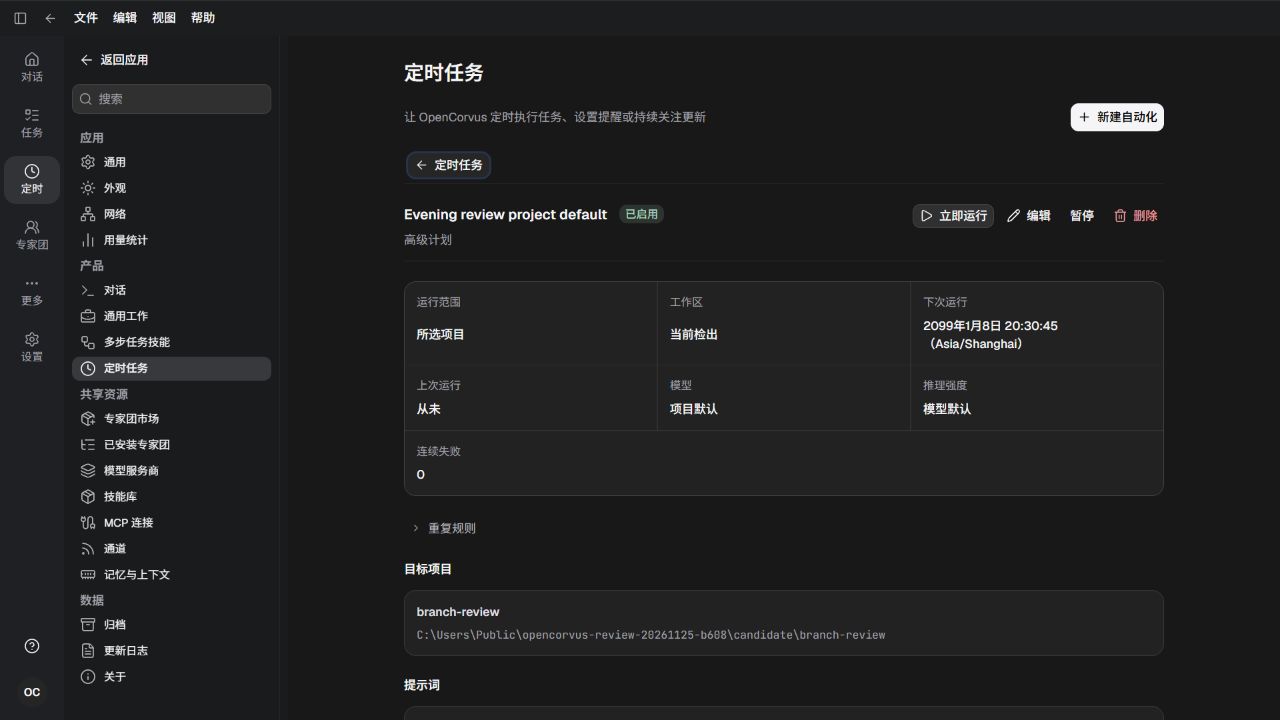 文件 编辑 视图 帮助
对话
任务
定时
专家团
更多
设置
OC
返回应用
搜索
应用
通用
外观
网络
用量统计
产品
对话
通用工作
多步任务技能
定时任务
共享资源
专家团市场
已安装专家团
模型服务商
技能库
MCP 连接
通道
记忆与上下文
数据
归档
更新日志
关于
定时任务
让 OpenCorvus 定时执行任务、设置提醒或持续关注更新
新建自动化
定时任务
Evening review project default 已启用
立即运行 编辑 暂停 删除
高级计划
运行范围
所选项目
工作区
当前检出
下次运行
2099年1月8日 20:30:45
（Asia/Shanghai）
上次运行
从未
模型
项目默认
推理强度
模型默认
连续失败
0
重复规则
目标项目
branch-review
C:\Users\Public\opencorvus-review-20261125-b608\candidate\branch-review
提示词